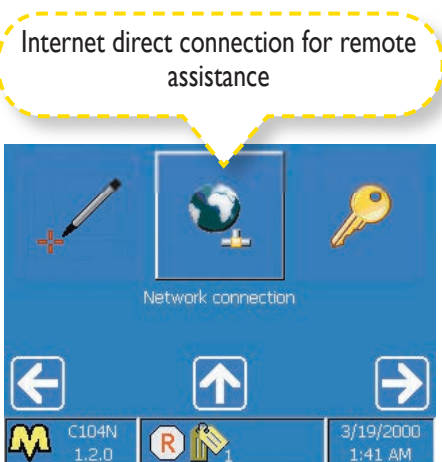 Internet direct connection for remote
assistance
Network connection
C104N
1.2.0
R
1
3/19/2000
1:41 AM